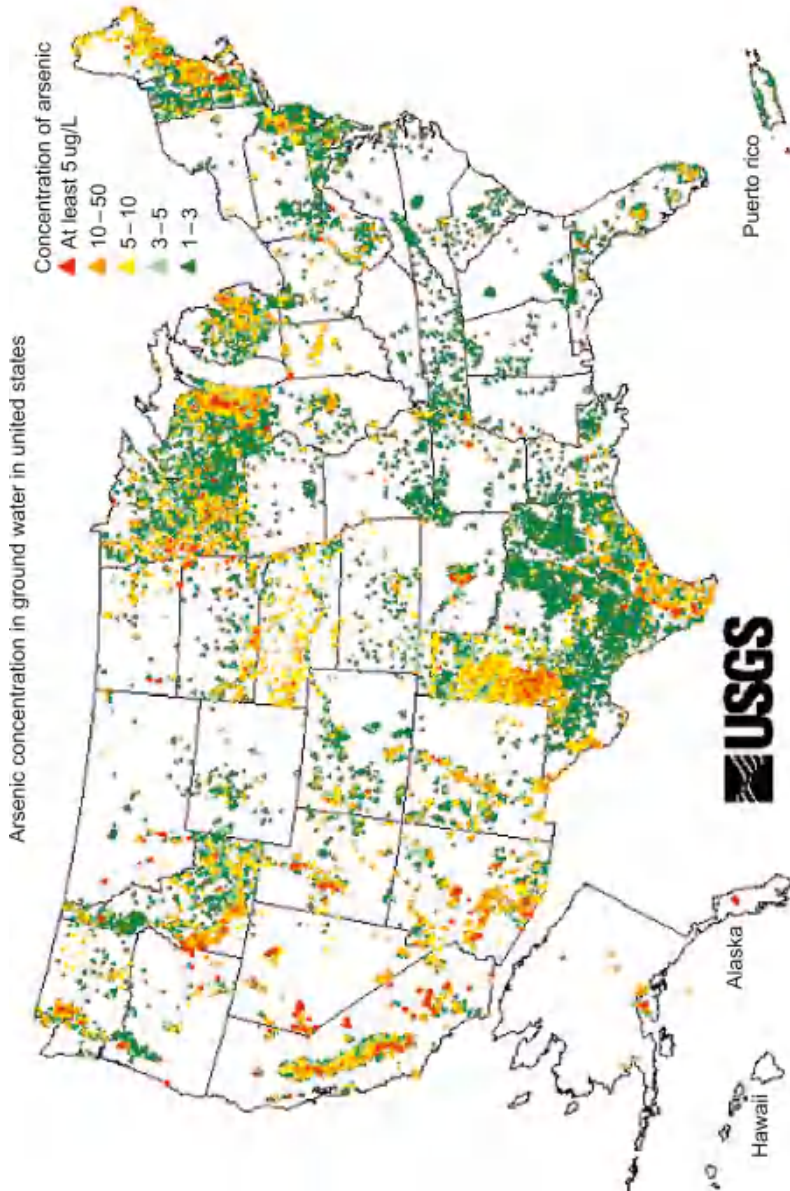 Arsenic concentration in ground water in united states
Concentration of arsenic
At least 5 ug/L
10–50
5–10
3–5
1–3
Puerto rico
USGS
Alaska
Hawaii